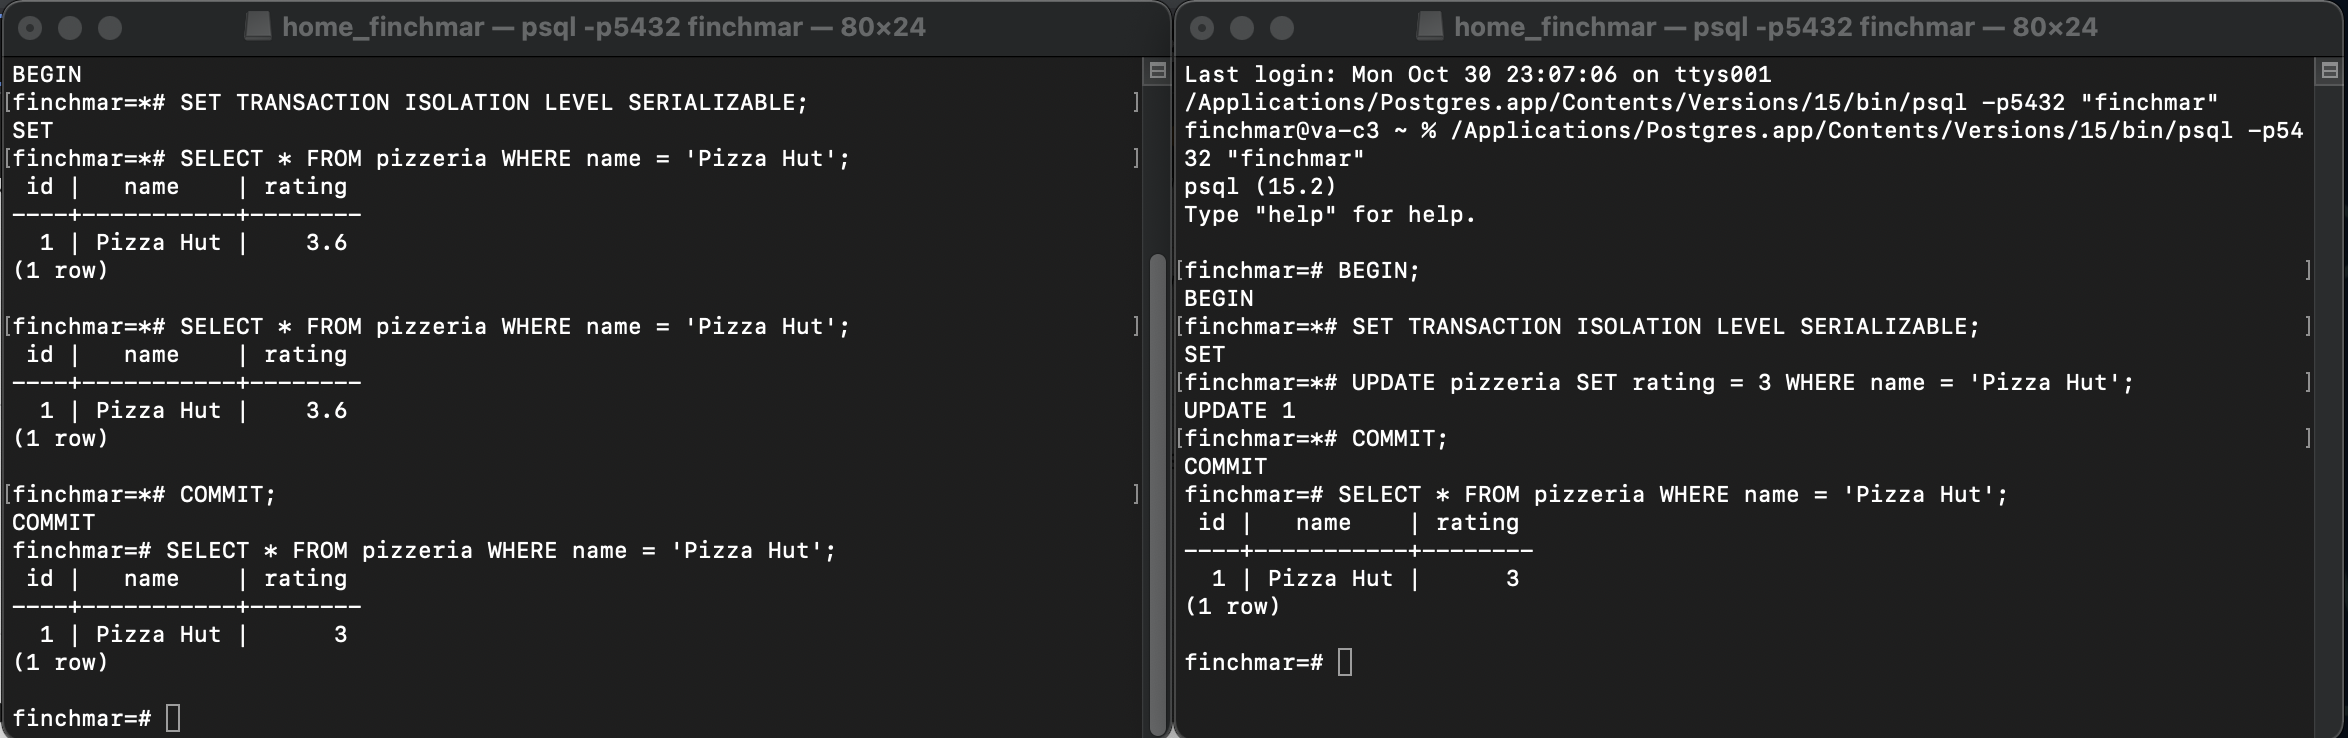 home_finchmar — psql -p5432 finchmar — 80×24
BEGIN
[finchmar=*# SET TRANSACTION ISOLATION LEVEL SERIALIZABLE; ]
SET
[finchmar=*# SELECT * FROM pizzeria WHERE name = 'Pizza Hut'; ]
 id |   name    | rating
----+-----------+--------
  1 | Pizza Hut |    3.6
(1 row)
[finchmar=*# SELECT * FROM pizzeria WHERE name = 'Pizza Hut'; ]
 id |   name    | rating
----+-----------+--------
  1 | Pizza Hut |    3.6
(1 row)
[finchmar=*# COMMIT; ]
COMMIT
finchmar=# SELECT * FROM pizzeria WHERE name = 'Pizza Hut';
 id |   name    | rating
----+-----------+--------
  1 | Pizza Hut |      3
(1 row)
finchmar=#
home_finchmar — psql -p5432 finchmar — 80×24
Last login: Mon Oct 30 23:07:06 on ttys001
/Applications/Postgres.app/Contents/Versions/15/bin/psql -p5432 "finchmar"
finchmar@va-c3 ~ % /Applications/Postgres.app/Contents/Versions/15/bin/psql -p54
32 "finchmar"
psql (15.2)
Type "help" for help.
[finchmar=# BEGIN; ]
BEGIN
[finchmar=*# SET TRANSACTION ISOLATION LEVEL SERIALIZABLE; ]
SET
[finchmar=*# UPDATE pizzeria SET rating = 3 WHERE name = 'Pizza Hut'; ]
UPDATE 1
[finchmar=*# COMMIT; ]
COMMIT
finchmar=# SELECT * FROM pizzeria WHERE name = 'Pizza Hut';
 id |   name    | rating
----+-----------+--------
  1 | Pizza Hut |      3
(1 row)
finchmar=#